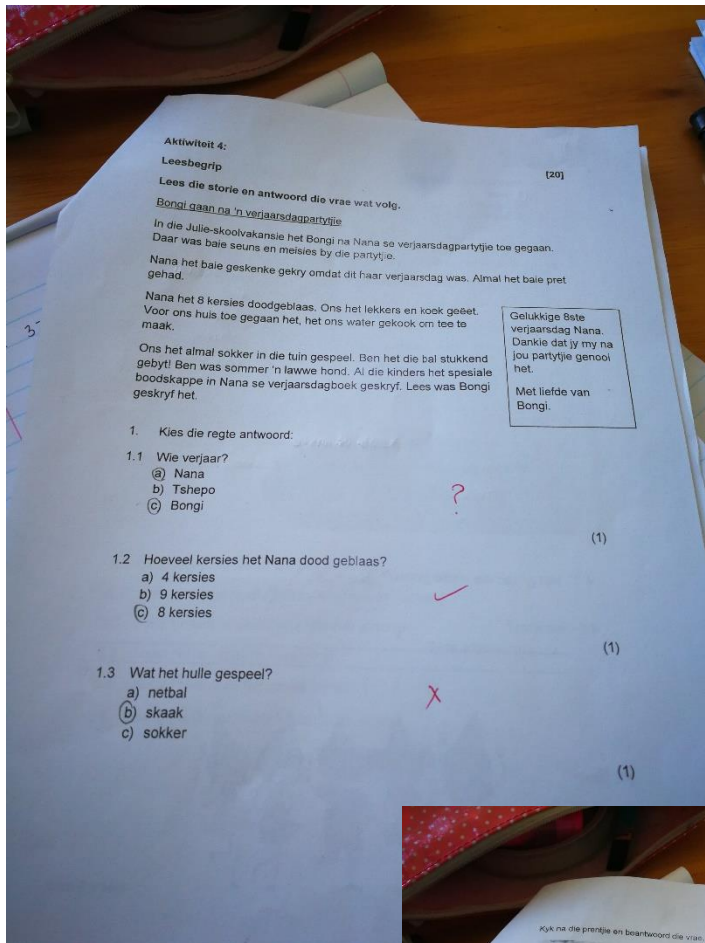 Aktiwiteit 4:
Leesbegrip
[20]
Lees die storie en antwoord die vrae wat volg.
Bongi gaan na 'n verjaarsdagpartytjie
In die Julie-skoolvakansie het Bongi na Nana se verjaarsdagpartytjie toe gegaan.
Daar was baie seuns en meisies by die partytjie.
Nana het baie geskenke gekry omdat dit haar verjaarsdag was. Almal het baie pret
gehad.
Nana het 8 kersies doodgeblaas. Ons het lekkers en koek geëet.
Voor ons huis toe gegaan het, het ons water gekook om tee te
maak.
Ons het almal sokker in die tuin gespeel. Ben het die bal stukkend
gebyt! Ben was sommer 'n lawwe hond. Al die kinders het spesiale
boodskappe in Nana se verjaarsdagboek geskryf. Lees was Bongi
geskryf het.
Gelukkige 8ste
verjaarsdag Nana.
Dankie dat jy my na
jou partytjie genooi
het.
Met liefde van
Bongi.
3-
1. Kies die regte antwoord:
1.1 Wie verjaar?
a) Nana
b) Tshepo
c) Bongi
?
(1)
1.2 Hoeveel kersies het Nana dood geblaas?
a) 4 kersies
b) 9 kersies
c) 8 kersies
(1)
1.3 Wat het hulle gespeel?
a) netbal
b) skaak
c) sokker
(1)
Kyk na die prentjie en beantwoord die vrae.